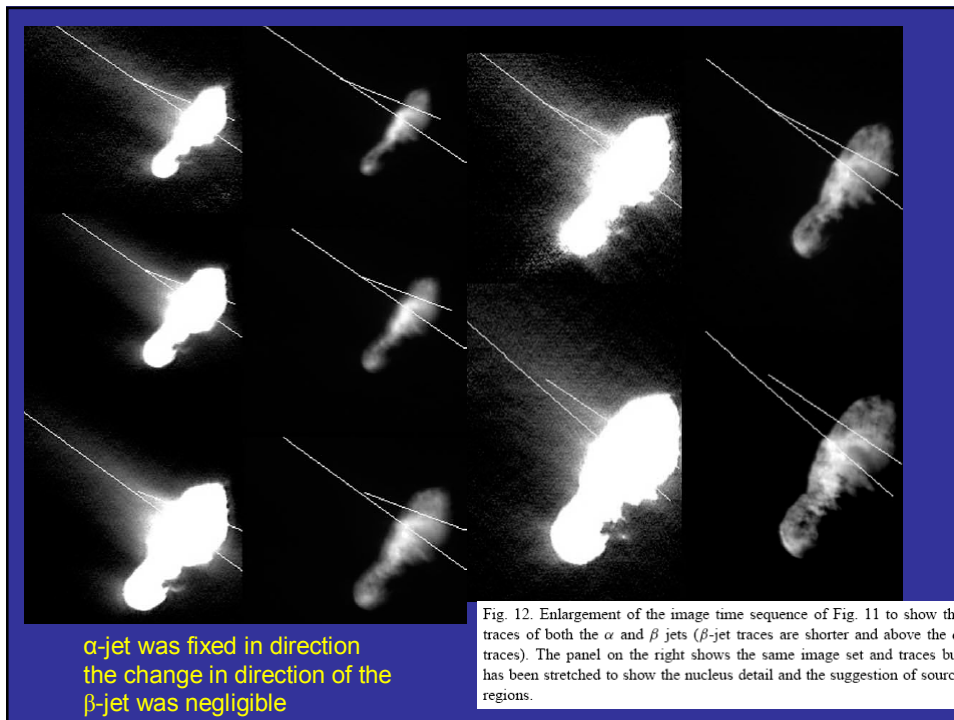 α-jet was fixed in direction
the change in direction of the
β-jet was negligible
Fig. 12. Enlargement of the image time sequence of Fig. 11 to show th
traces of both the α and β jets (β-jet traces are shorter and above the
traces). The panel on the right shows the same image set and traces bu
has been stretched to show the nucleus detail and the suggestion of sourc
regions.